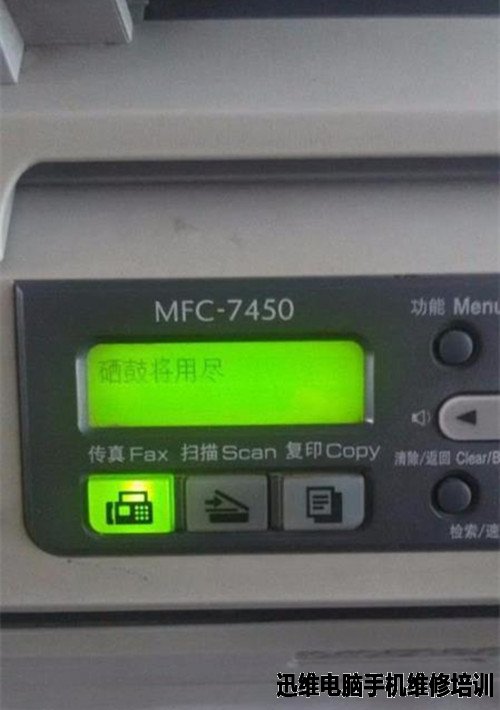 MFC-7450
功能 Menu
硒鼓将用尽
传真 Fax 扫描 Scan 复印 Copy
清除/返回 Clear/B
检索/速
迅维电脑手机维修培训